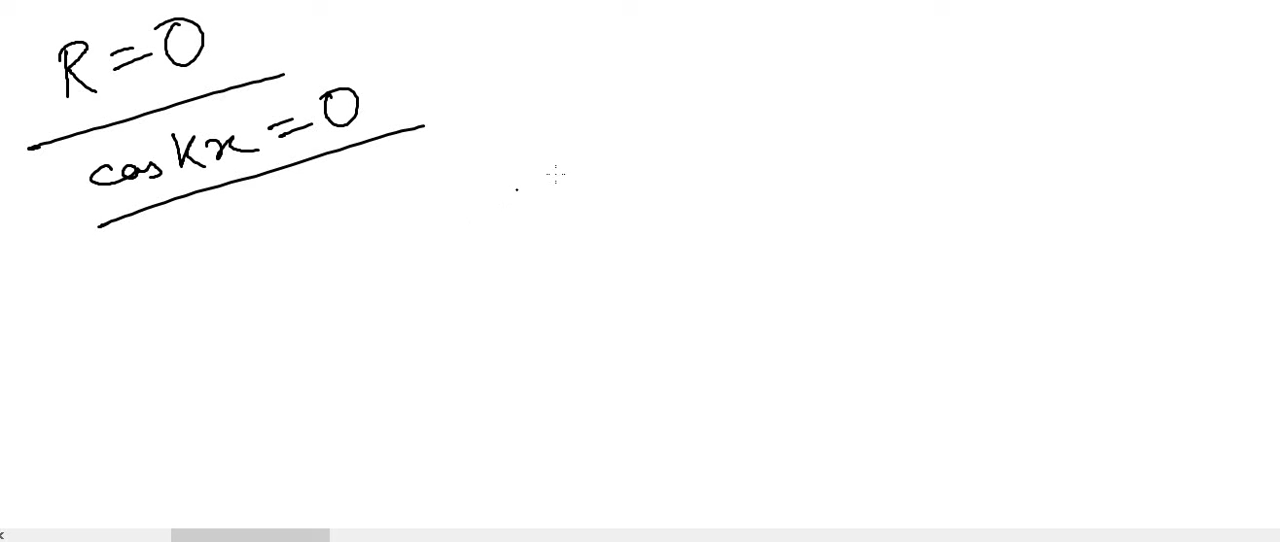 R=0
cos Kx = 0